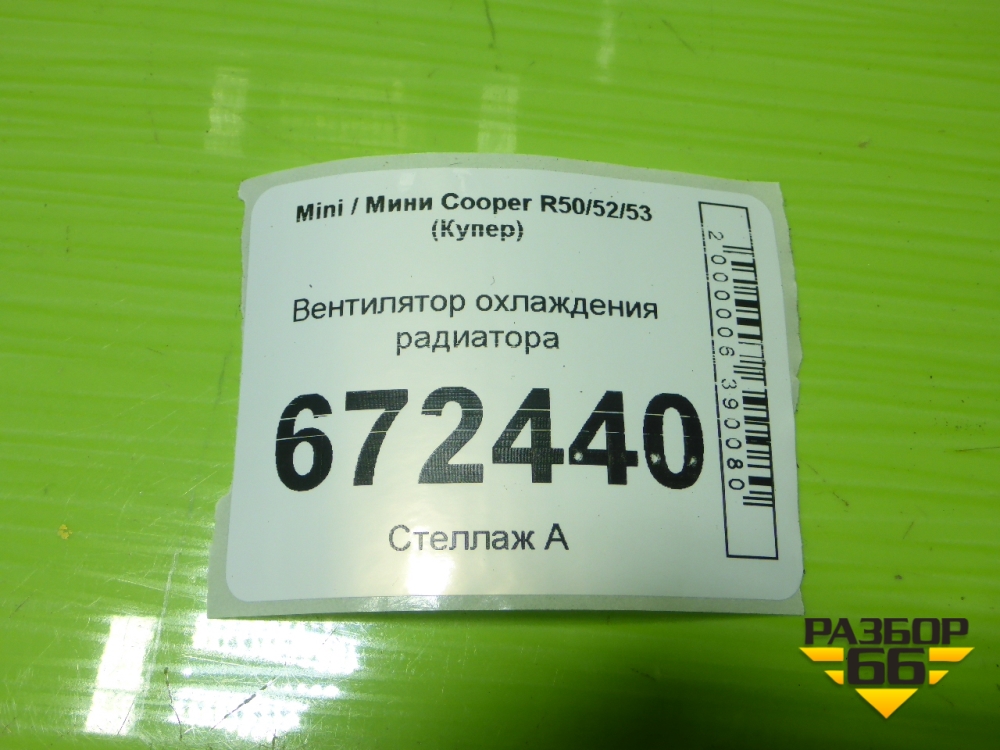 Mini / Мини Cooper R50/52/53
(Купер)
Вентилятор охлаждения
радиатора
672440
Стеллаж А
2000006390080
РАЗБОР
66